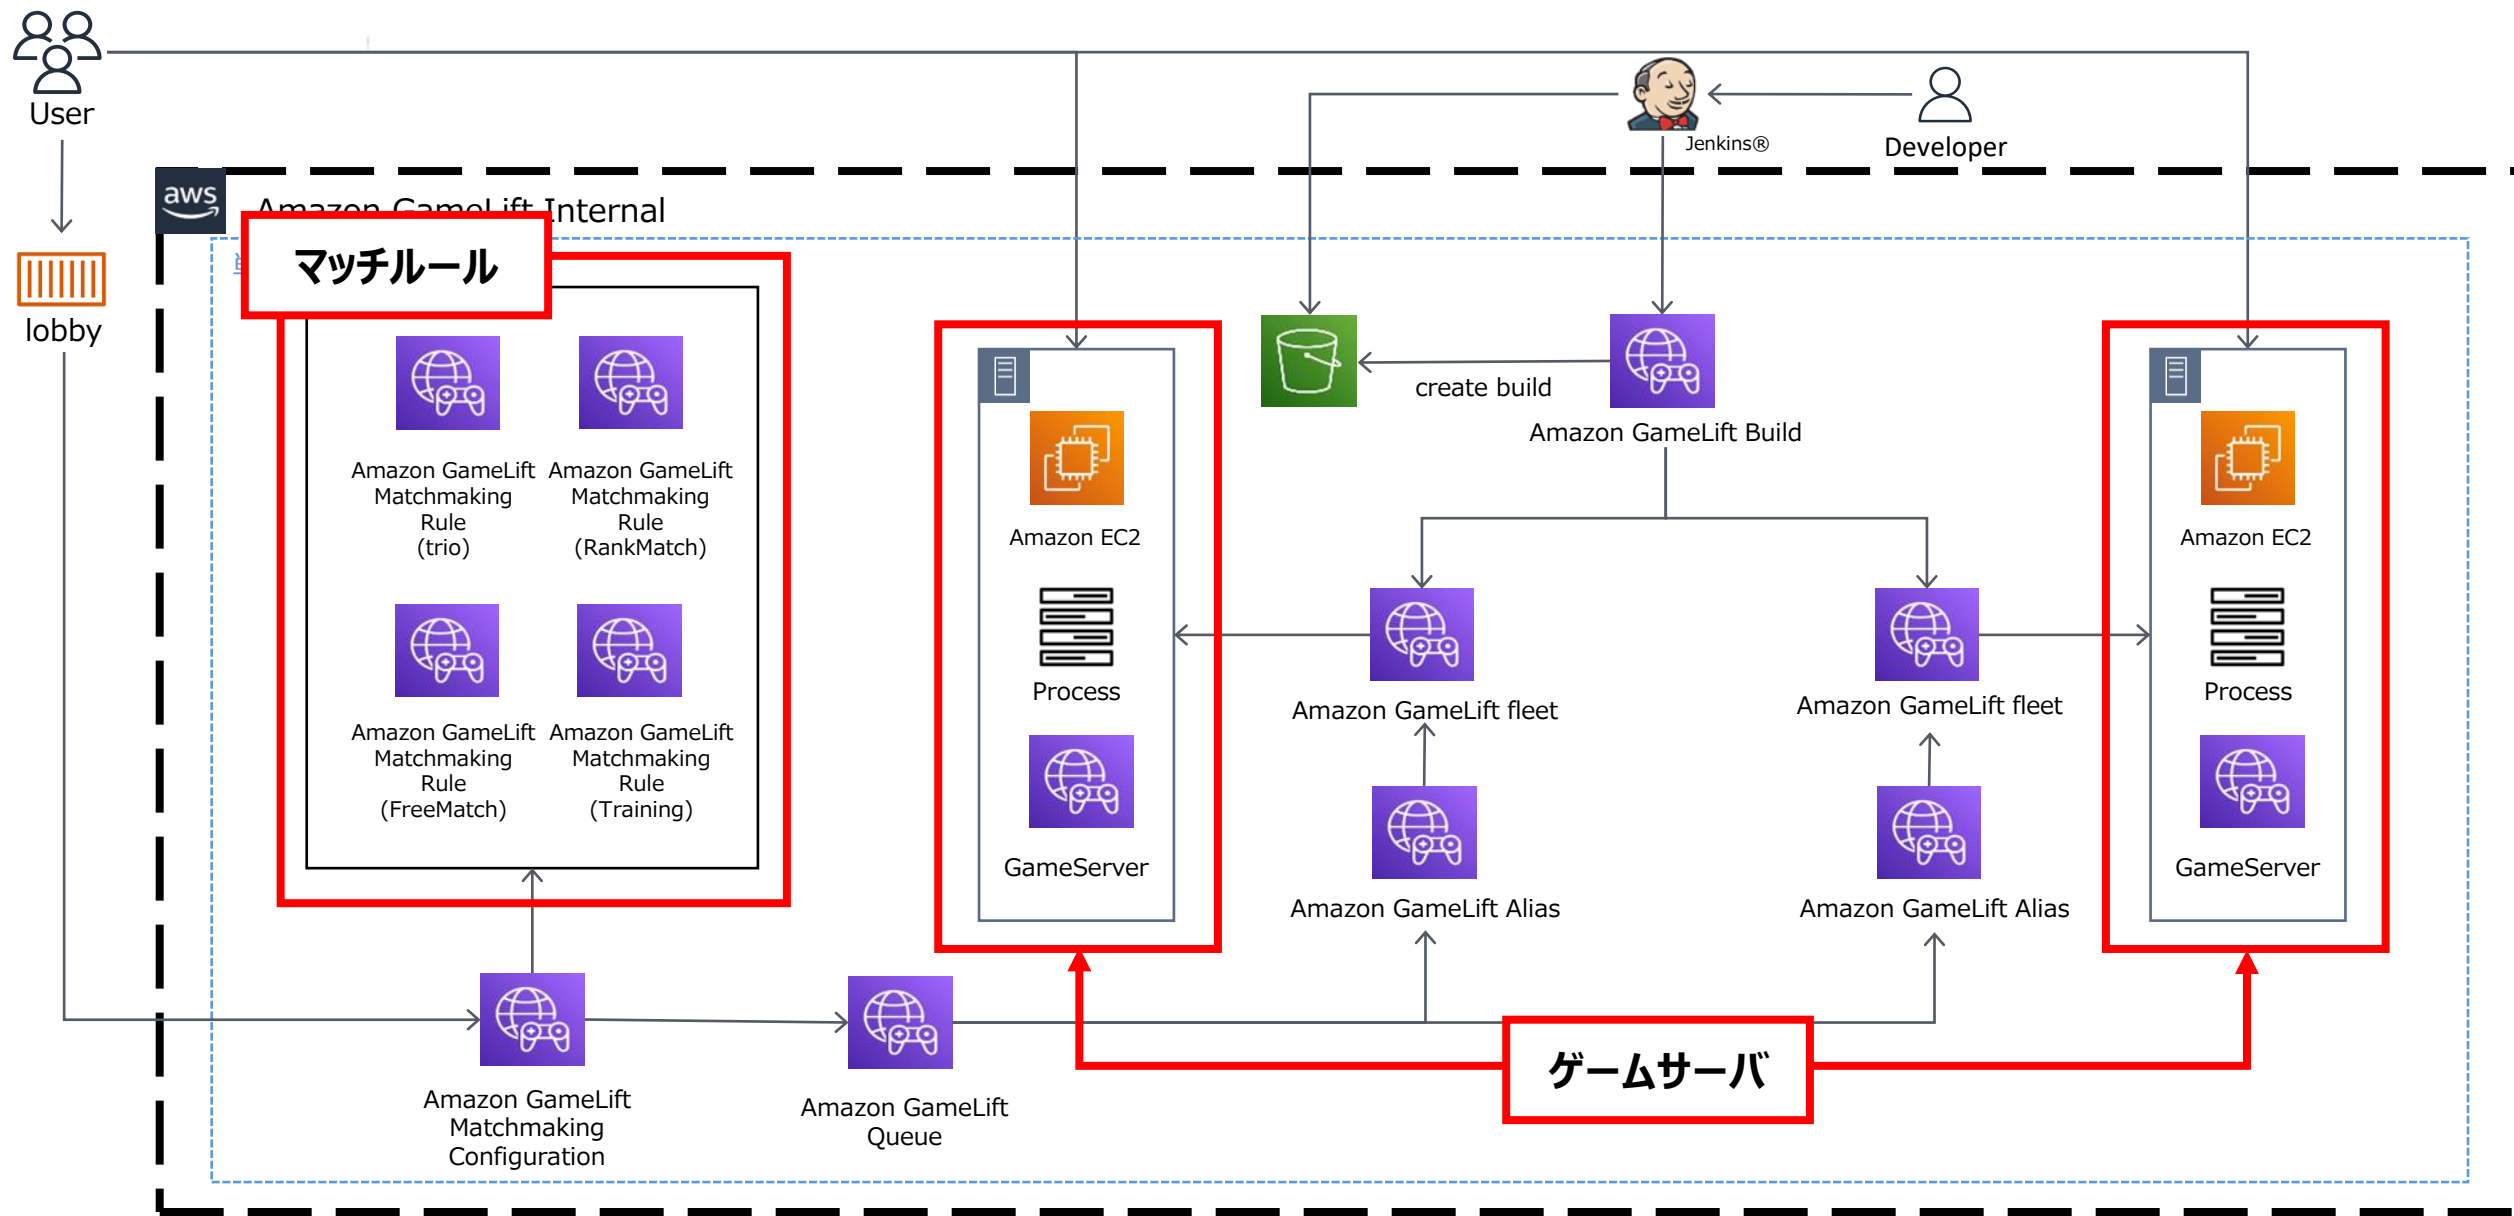 User
Jenkins®
Developer
aws
Amazon GameLift Internal
マッチルール
lobby
create build
Amazon GameLift Build
Amazon GameLift
Matchmaking
Rule
(trio)
Amazon GameLift
Matchmaking
Rule
(RankMatch)
Amazon EC2
Amazon EC2
Process
Process
Amazon GameLift fleet
Amazon GameLift fleet
Amazon GameLift
Matchmaking
Rule
(FreeMatch)
Amazon GameLift
Matchmaking
Rule
(Training)
GameServer
GameServer
Amazon GameLift Alias
Amazon GameLift Alias
ゲームサーバ
Amazon GameLift
Matchmaking
Configuration
Amazon GameLift
Queue